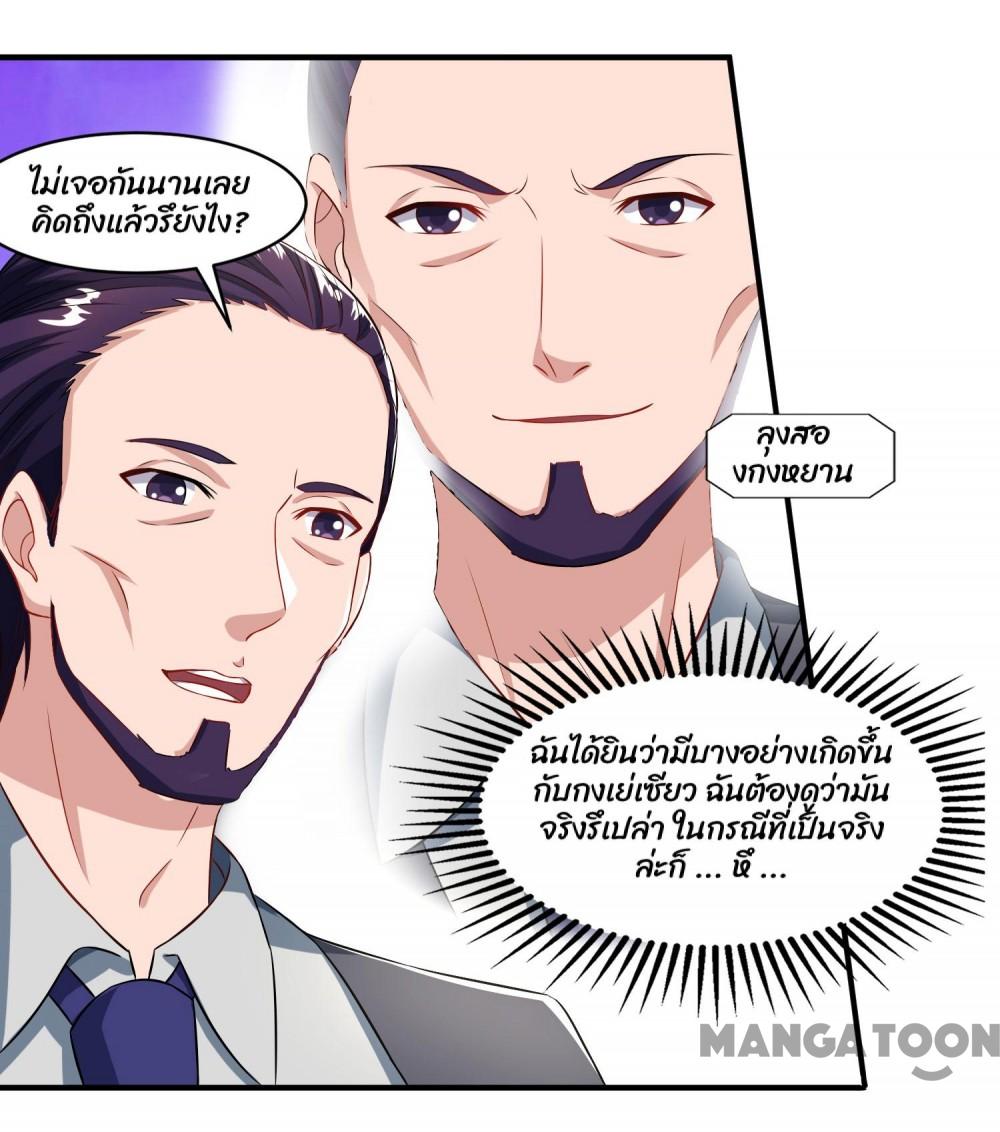 ไม่เจอกันนานเลย
คิดถึงแล้วรึยังไง?
ลุงสอ
งกงหยาน
ฉันได้ยินว่ามีบางอย่างเกิดขึ้น
กับกงเย่เซียว ฉันต้องดูว่ามัน
จริงรึเปล่า ในกรณีที่เป็นจริง
ล่ะก็ ... หึ ...
MANGATOON